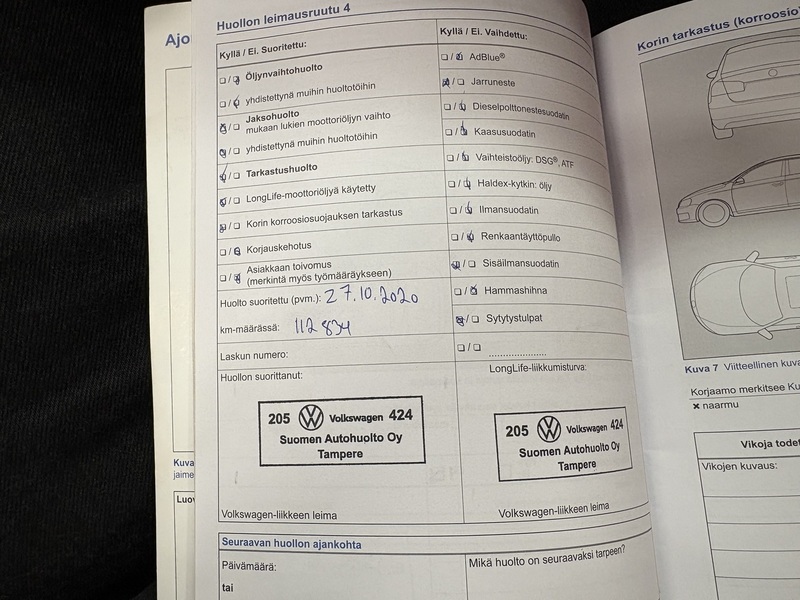 Ajo
Huollon leimausruutu 4
Kyllä / Ei. Suoritettu:
Öljynvaihtohuolto
yhdistettynä muihin huoltotöihin
Jaksohuolto
mukaan lukien moottoriöljyn vaihto
yhdistettynä muihin huoltotöihin
Tarkastushuolto
LongLife-moottoriöljyä käytetty
Korin korroosiosuojauksen tarkastus
Korjauskehotus
Asiakkaan toivomus
(merkintä myös työmääräykseen)
Huolto suoritettu (pvm.): 27.10.2020
km-määrässä: 112 834
Laskun numero:
Huollon suorittanut:
205 Volkswagen 424
Suomen Autohuolto Oy
Tampere
Volkswagen-liikkeen leima
Kyllä / Ei. Vaihdettu:
AdBlue®
Jarruneste
Dieselpolttonestesuodatin
Kaasusuodatin
Vaihteistoöljy: DSG®, ATF
Haldex-kytkin: öljy
Ilmansuodatin
Renkaantäyttöpullo
Sisäilmansuodatin
Hammashihna
Sytytystulpat
....................
LongLife-liikkumisturva:
205 Volkswagen 424
Suomen Autohuolto Oy
Tampere
Volkswagen-liikkeen leima
Seuraavan huollon ajankohta
Päivämäärä:
tai
Mikä huolto on seuraavaksi tarpeen?
Kuva
jaime
Luov
Korin tarkastus (korroosio
Kuva 7 Viitteellinen kuva
Korjaamo merkitsee Ku
× naarmu
Vikoja todet
Vikojen kuvaus: